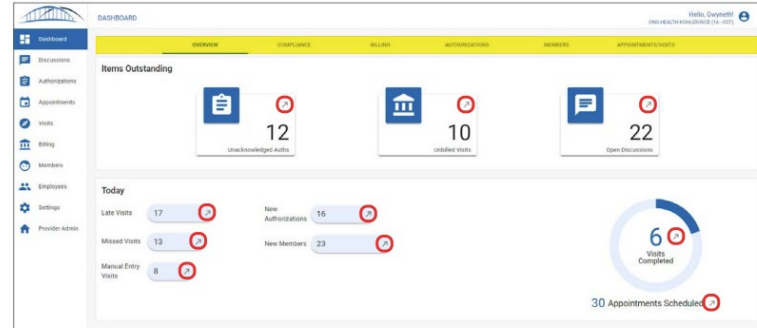 DASHBOARD
Hello, Gwyneth!
Dashboard
OVERVIEW
COMPLIANCE
BILLING
AUTHORIZATIONS
MEMBERS
APPOINTMENTS/VISITS
Discussions
Authorizations
Appointments
Visits
Billing
Members
Employees
Settings
Provider Admin
Items Outstanding
12
Unacknowledged Auths
10
Unbilled Visits
22
Open Discussions
Today
Late Visits 17
Missed Visits 13
Manual Entry
Visits 8
New
Authorizations 16
New Members 23
6
Visits
Completed
30 Appointments Scheduled